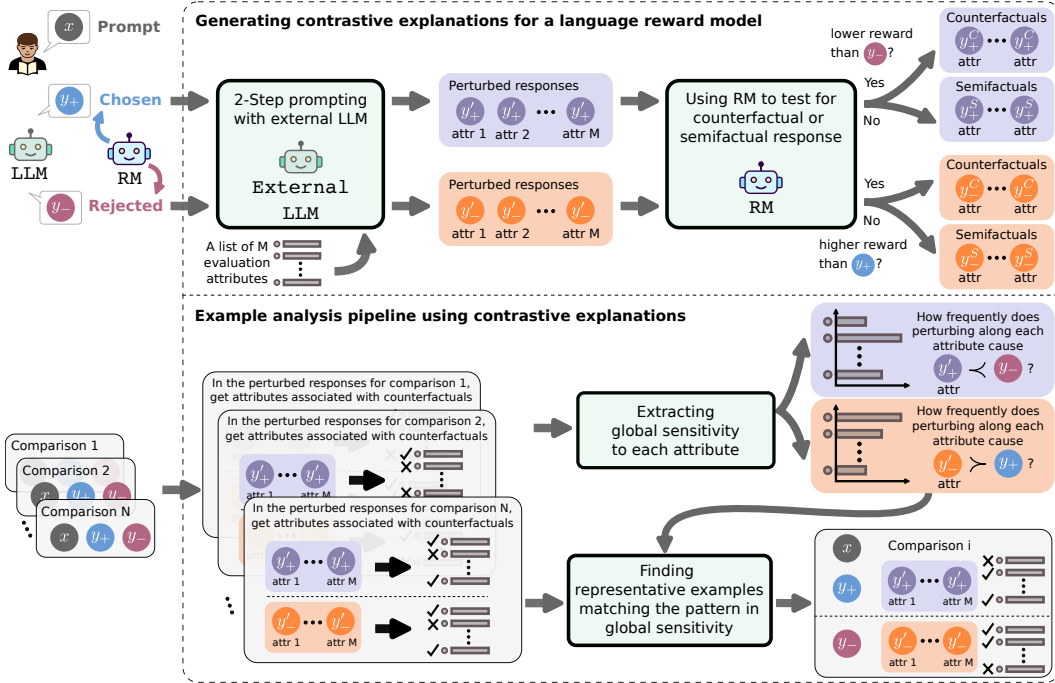 x
Prompt
y+
Chosen
LLM
RM
y−
Rejected
Generating contrastive explanations for a language reward model
2-Step prompting
with external LLM
External
LLM
A list of M
evaluation
attributes
Perturbed responses
y′+ y′+ ••• y′+
attr 1 attr 2 attr M
Perturbed responses
y′− y′− ••• y′−
attr 1 attr 2 attr M
Using RM to test for
counterfactual or
semifactual response
RM
lower reward
than y−?
Yes
No
Counterfactuals
y+^C ••• y+^C
attr attr
Semifactuals
y+^S ••• y+^S
attr attr
Yes
No
higher reward
than y+?
Counterfactuals
y−^C ••• y−^C
attr attr
Semifactuals
y−^S ••• y−^S
attr attr
Example analysis pipeline using contrastive explanations
Comparison 1
Comparison 2
x y+ y−
Comparison N
x y+ y−
In the perturbed responses for comparison 1,
get attributes associated with counterfactuals
In the perturbed responses for comparison 2,
get attributes associated with counterfactuals
y′+ ••• y′+
attr 1 attr M
In the perturbed responses for comparison N,
get attributes associated with counterfactuals
y′+ ••• y′+
attr 1 attr M
y′− ••• y′−
attr 1 attr M
Extracting
global sensitivity
to each attribute
How frequently does
perturbing along each
attribute cause
y′+ ≺ y− ?
attr
How frequently does
perturbing along each
attribute cause
y′− ≻ y+ ?
attr
Finding
representative examples
matching the pattern in
global sensitivity
Comparison i
x
y+
y′+ ••• y′+
attr 1 attr M
y−
y′− ••• y′−
attr 1 attr M